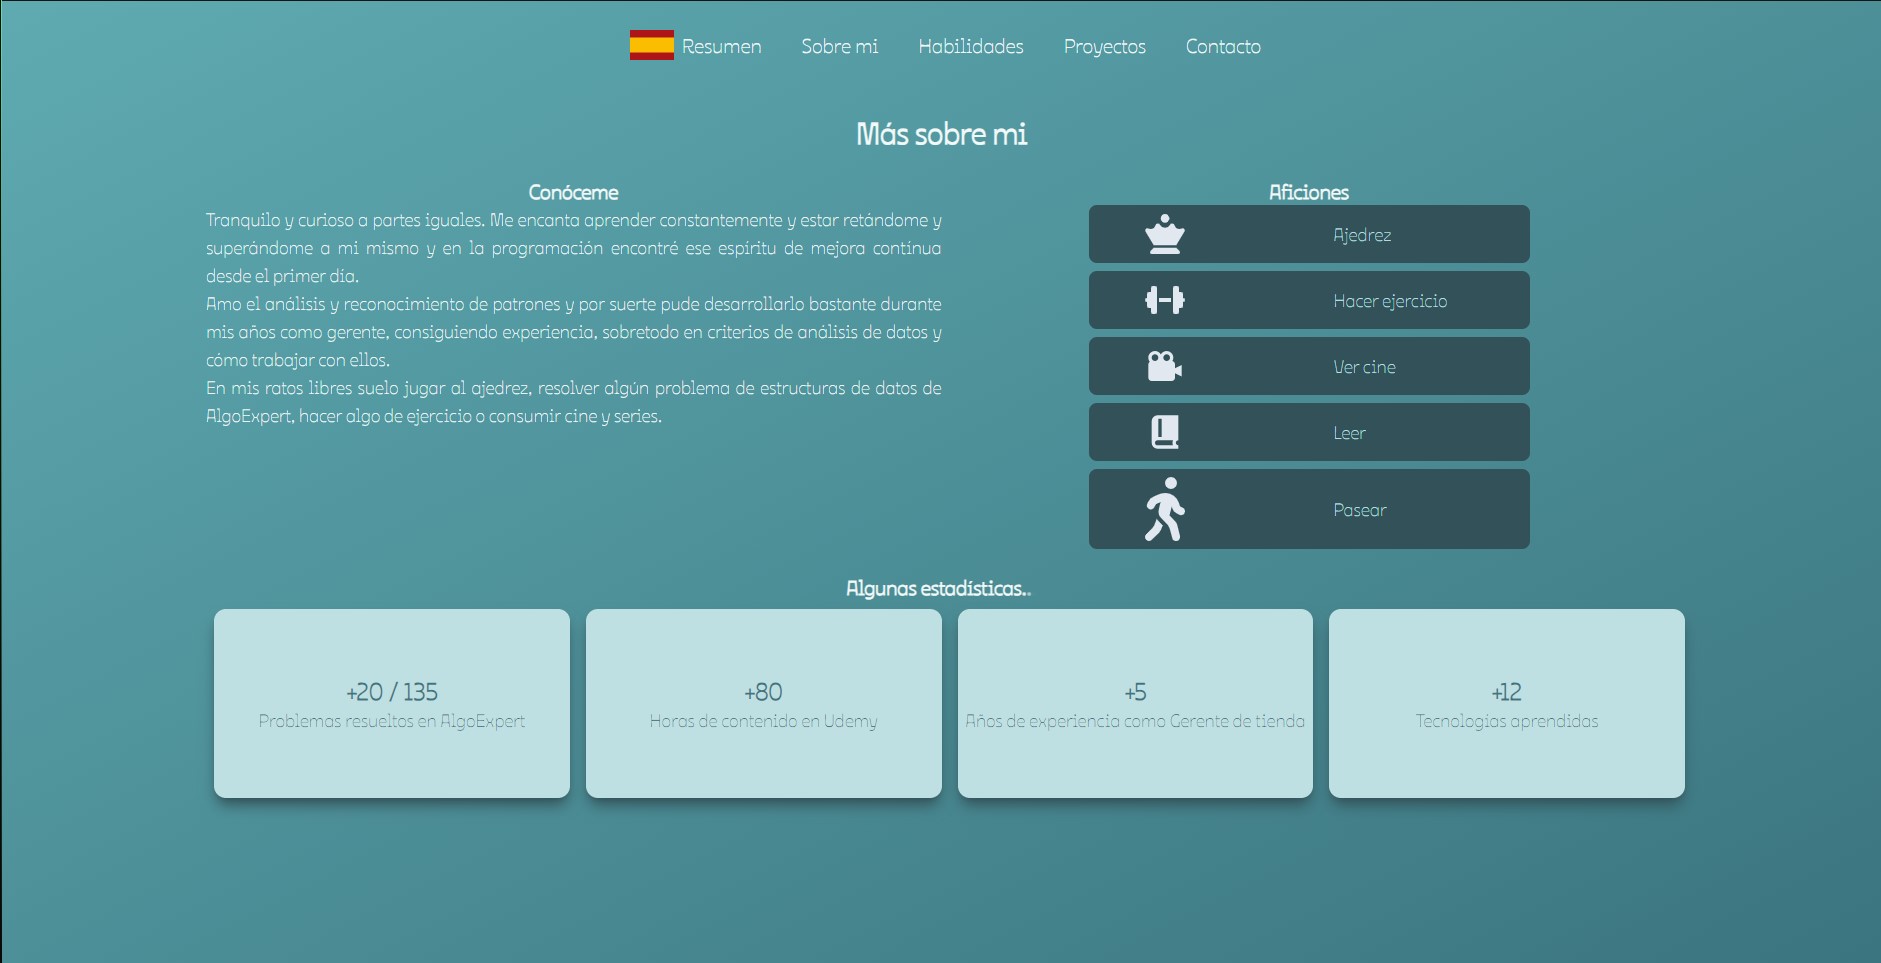 Resumen Sobre mi Habilidades Proyectos Contacto
Más sobre mi
Conóceme
Tranquilo y curioso a partes iguales. Me encanta aprender constantemente y estar retándome y
superándome a mi mismo y en la programación encontré ese espíritu de mejora contínua
desde el primer día.
Amo el análisis y reconocimiento de patrones y por suerte pude desarrollarlo bastante durante
mis años como gerente, consiguiendo experiencia, sobretodo en criterios de análisis de datos y
cómo trabajar con ellos.
En mis ratos libres suelo jugar al ajedrez, resolver algún problema de estructuras de datos de
AlgoExpert, hacer algo de ejercicio o consumir cine y series.
Aficiones
Ajedrez
Hacer ejercicio
Ver cine
Leer
Pasear
Algunas estadísticas..
+20 / 135
Problemas resueltos en AlgoExpert
+80
Horas de contenido en Udemy
+5
Años de experiencia como Gerente de tienda
+12
Tecnologias aprendidas